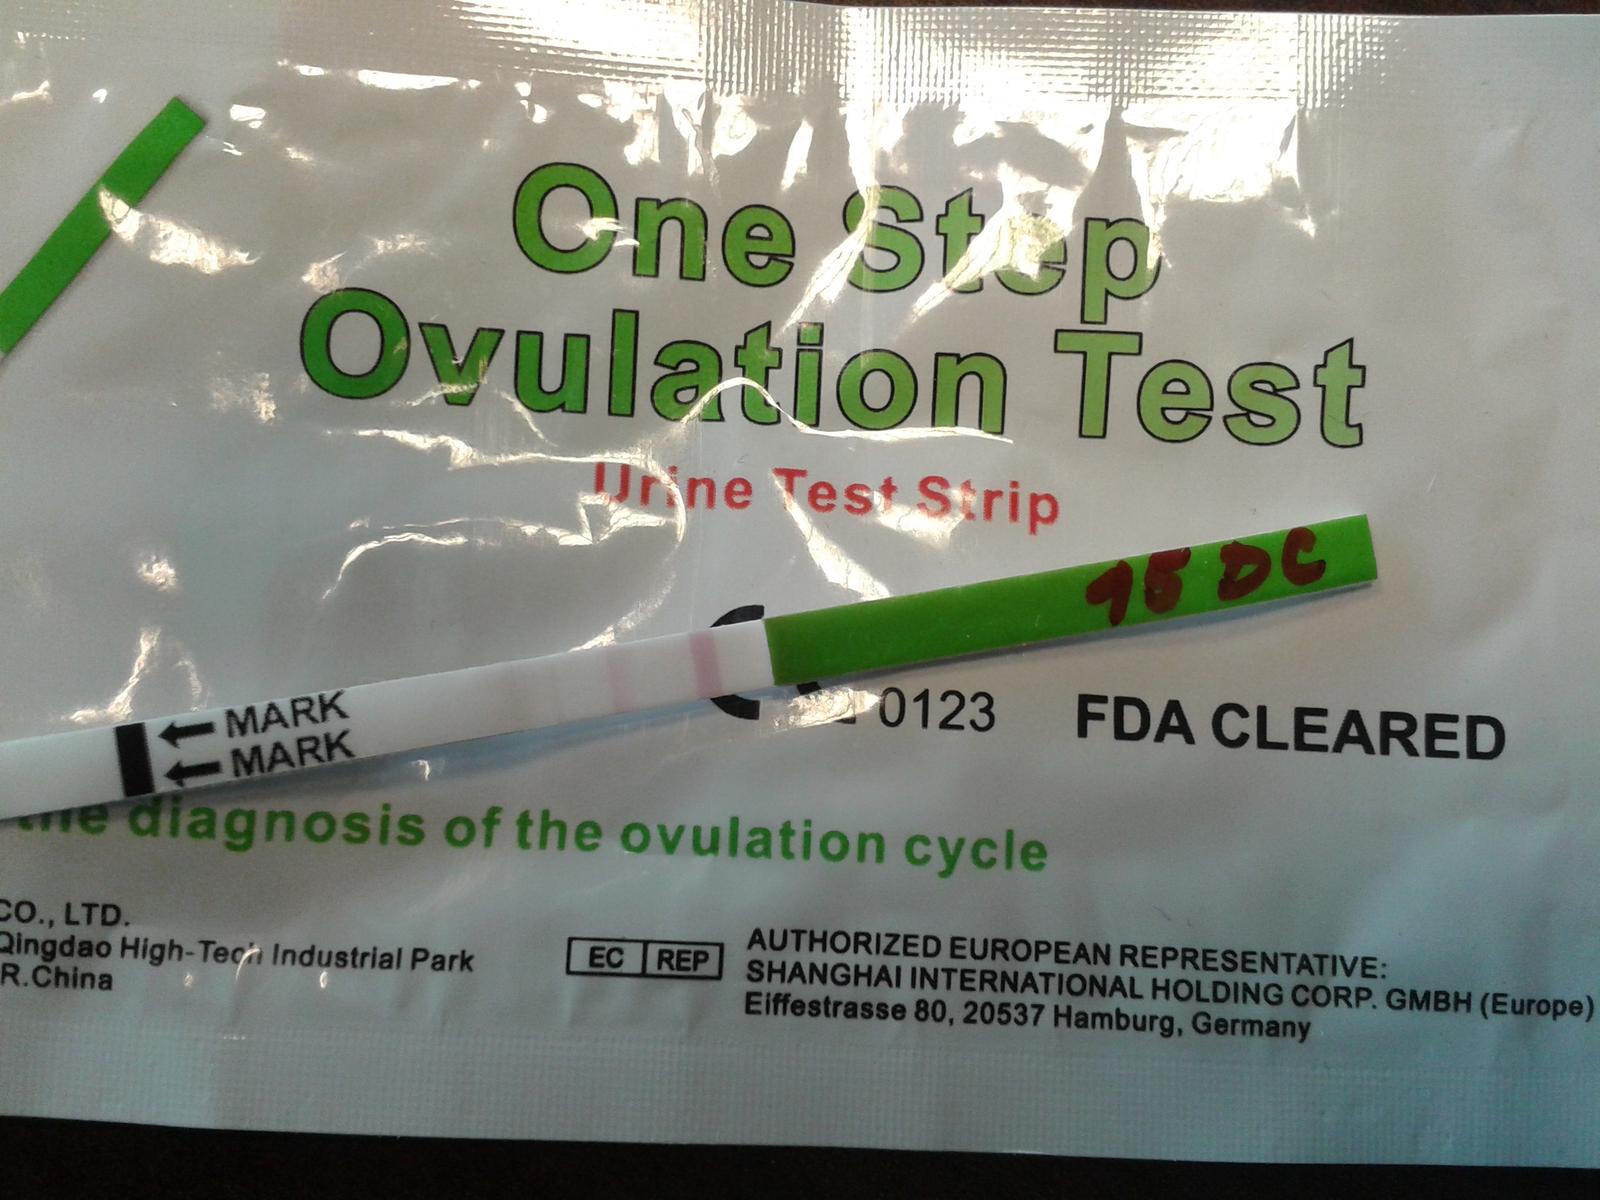 One Step
Ovulation Test
Urine Test Strip
15 DC
0123
FDA CLEARED
MARK
MARK
the diagnosis of the ovulation cycle
CO., LTD.
Qingdao High-Tech Industrial Park
R.China
EC REP
AUTHORIZED EUROPEAN REPRESENTATIVE:
SHANGHAI INTERNATIONAL HOLDING CORP. GMBH (Europe)
Eiffestrasse 80, 20537 Hamburg, Germany